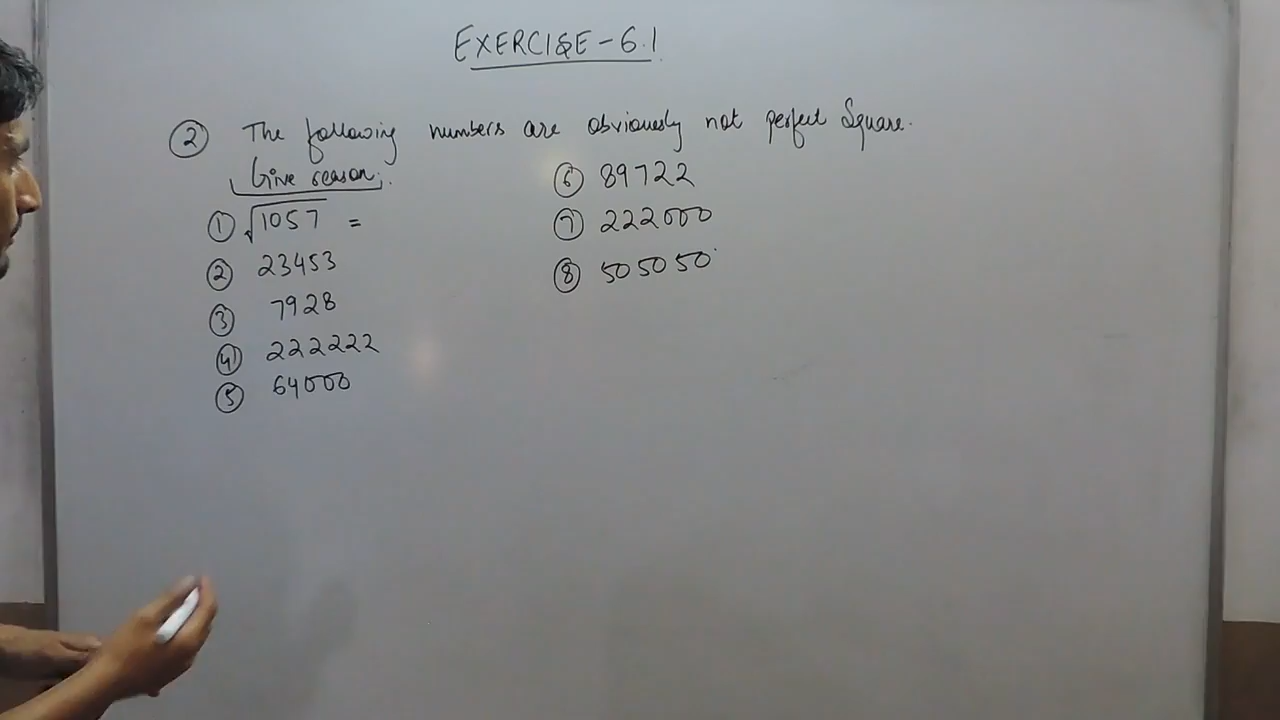 EXERCISE-6.1
② The following numbers are obviously not perfect Square.
Give reason.
① √1057 =
② 23453
③ 7928
④ 222222
⑤ 64000
⑥ 89722
⑦ 222000
⑧ 505050